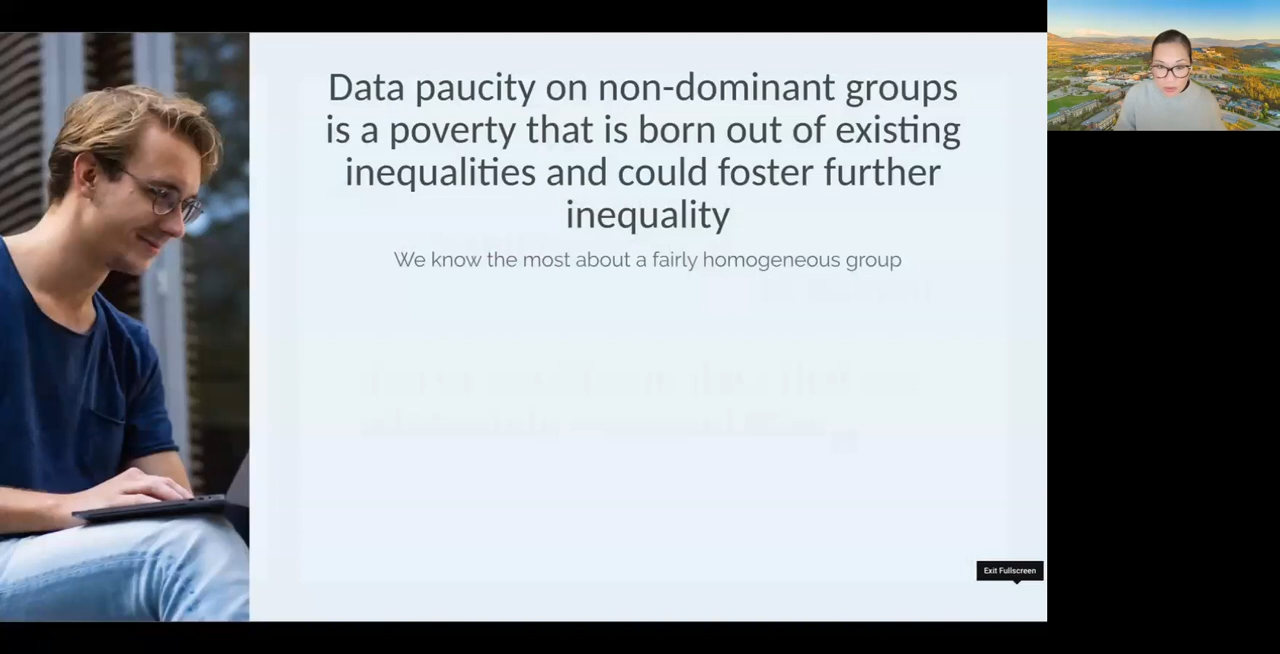 Data paucity on non-dominant groups
is a poverty that is born out of existing
inequalities and could foster further
inequality
We know the most about a fairly homogeneous group
Exit Fullscreen